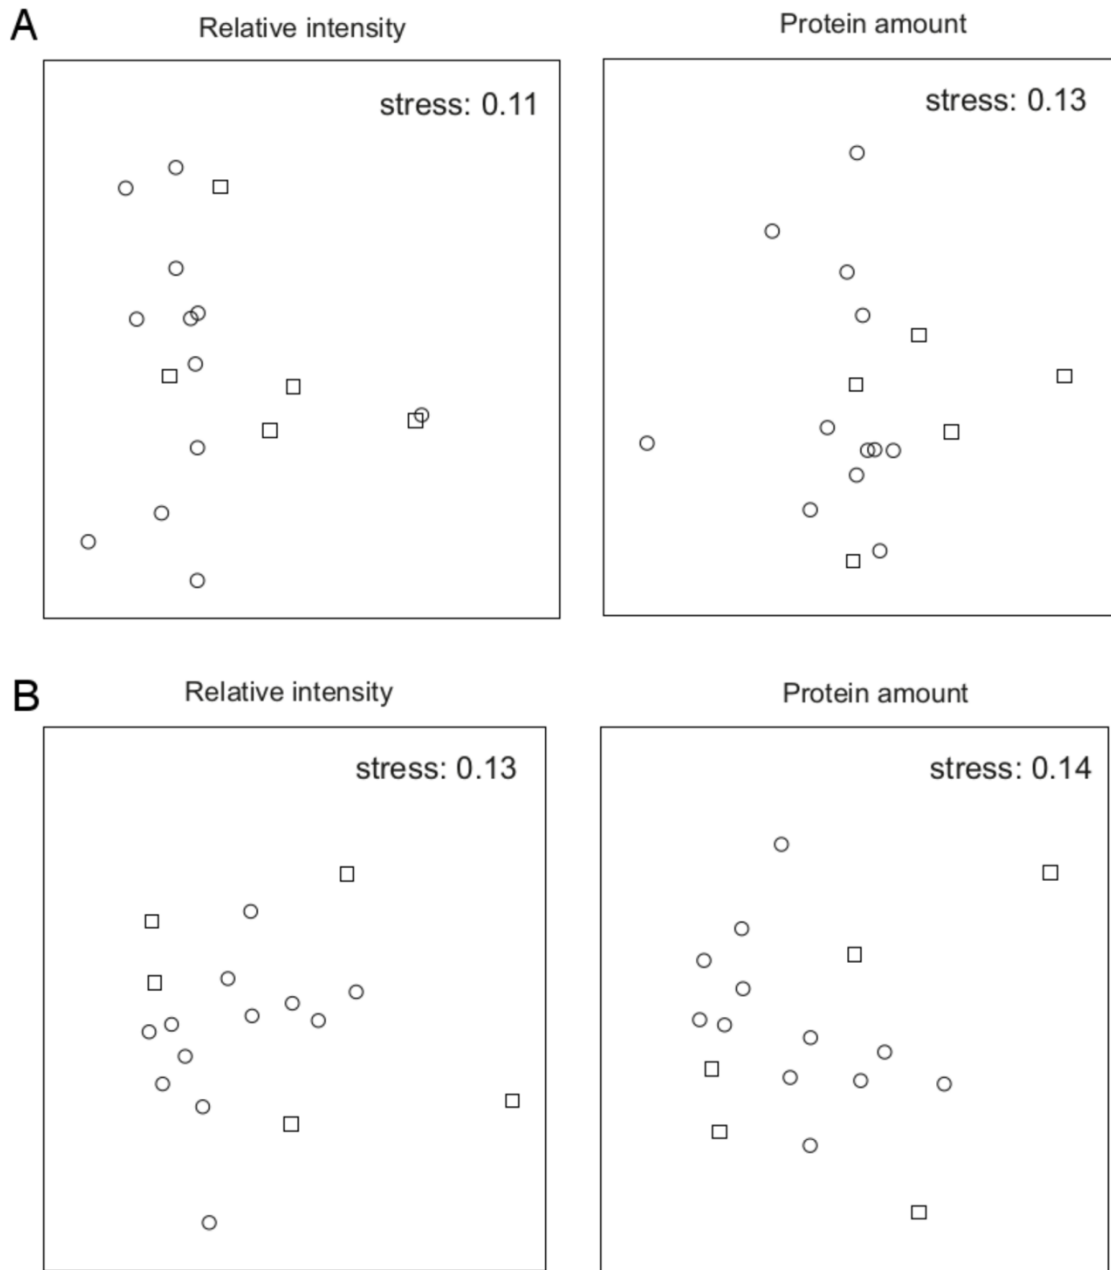 A
Relative intensity
Protein amount
stress: 0.11
stress: 0.13
B
Relative intensity
Protein amount
stress: 0.13
stress: 0.14